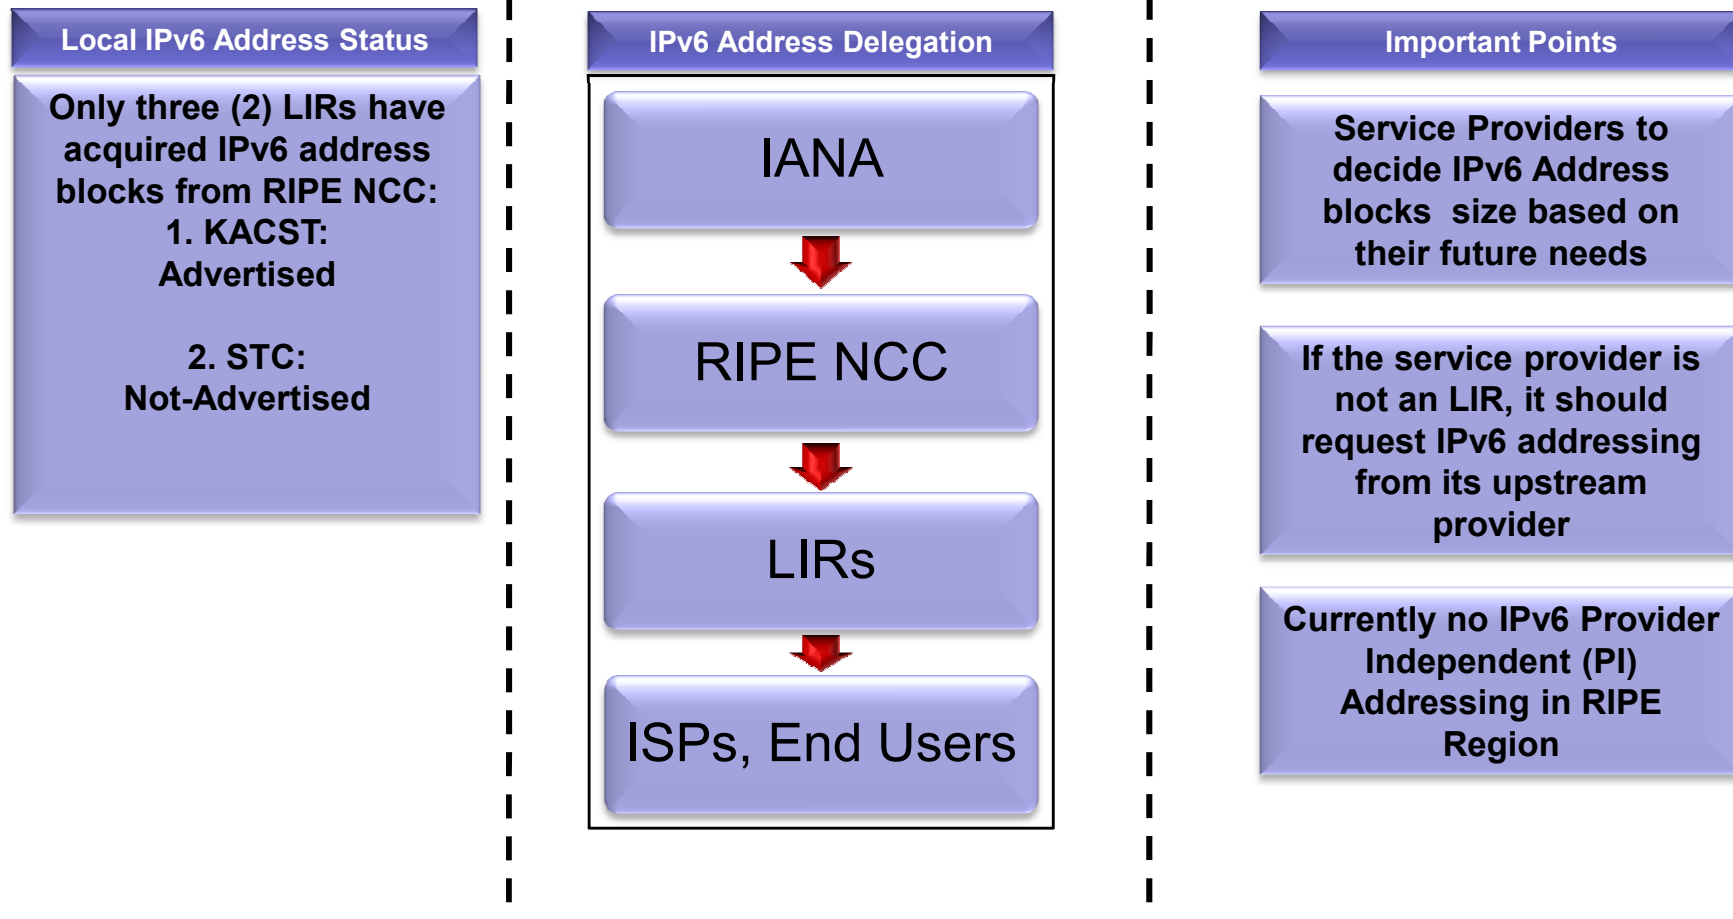 Local IPv6 Address Status
Only three (2) LIRs have
acquired IPv6 address
blocks from RIPE NCC:
1. KACST:
Advertised
2. STC:
Not-Advertised
IPv6 Address Delegation
IANA
RIPE NCC
LIRs
ISPs, End Users
Important Points
Service Providers to
decide IPv6 Address
blocks size based on
their future needs
If the service provider is
not an LIR, it should
request IPv6 addressing
from its upstream
provider
Currently no IPv6 Provider
Independent (PI)
Addressing in RIPE
Region